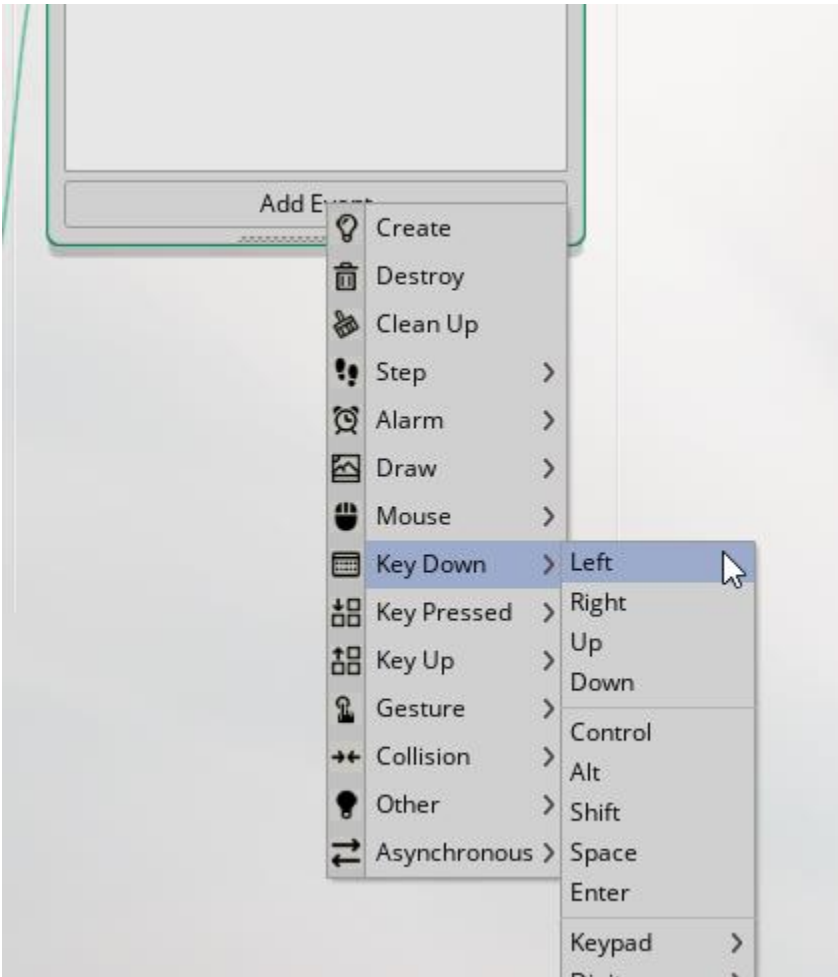 Add Event
Create
Destroy
Clean Up
Step
Alarm
Draw
Mouse
Key Down
Key Pressed
Key Up
Gesture
Collision
Other
Asynchronous
Left
Right
Up
Down
Control
Alt
Shift
Space
Enter
Keypad